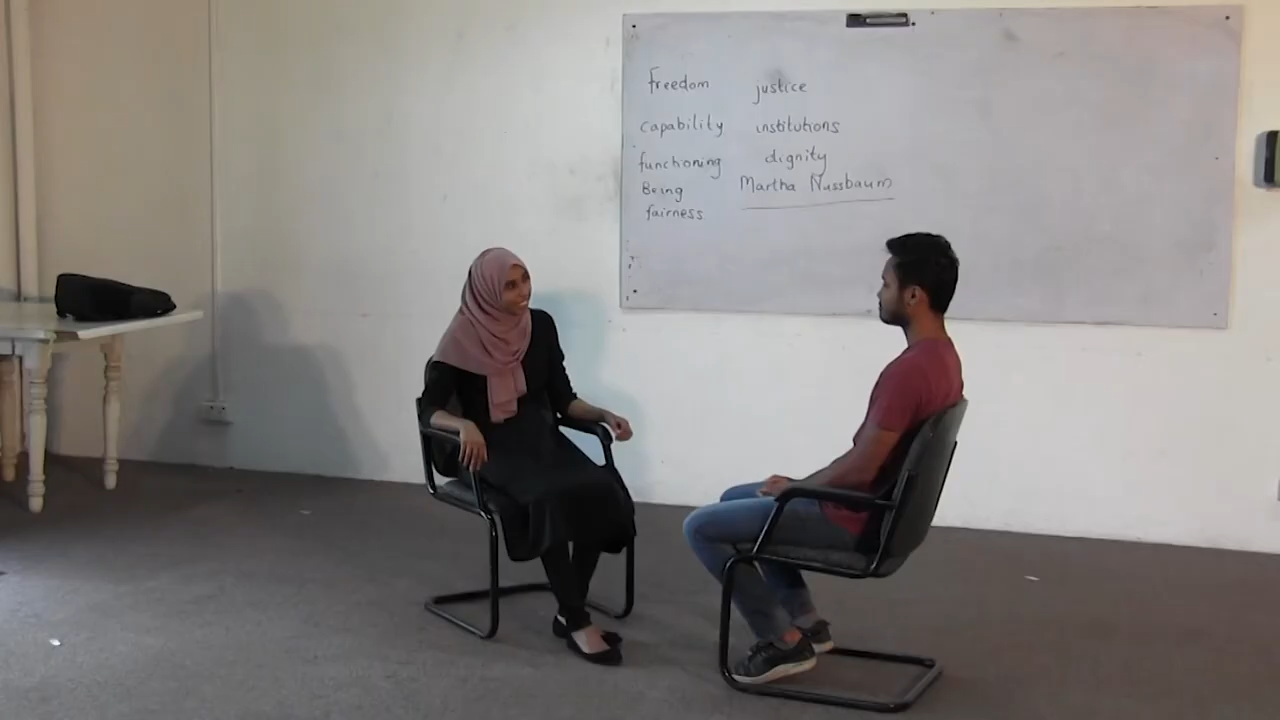 freedom justice
capability institutions
functioning dignity
Being Martha Nussbaum
fairness